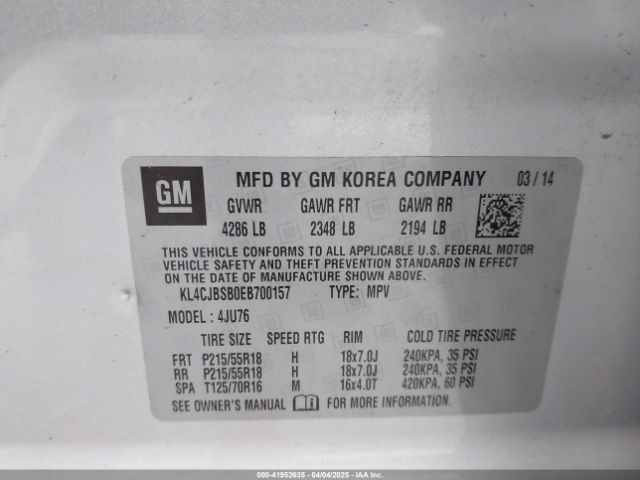 GM
MFD BY GM KOREA COMPANY 03 / 14
GVWR GAWR FRT GAWR RR
4286 LB 2348 LB 2194 LB
THIS VEHICLE CONFORMS TO ALL APPLICABLE U.S. FEDERAL MOTOR
VEHICLE SAFETY AND THEFT PREVENTION STANDARDS IN EFFECT ON
THE DATE OF MANUFACTURE SHOWN ABOVE.
KL4CJBSB0EB700157 TYPE: MPV
MODEL : 4JU76
TIRE SIZE SPEED RTG RIM COLD TIRE PRESSURE
FRT P215/55R18 H 18x7.0J 240KPA, 35 PSI
RR P215/55R18 H 18x7.0J 240KPA, 35 PSI
SPA T125/70R16 M 16x4.0T 420KPA, 60 PSI
SEE OWNER'S MANUAL FOR MORE INFORMATION.
000-41952635 - 04/04/2025 - IAA Inc.